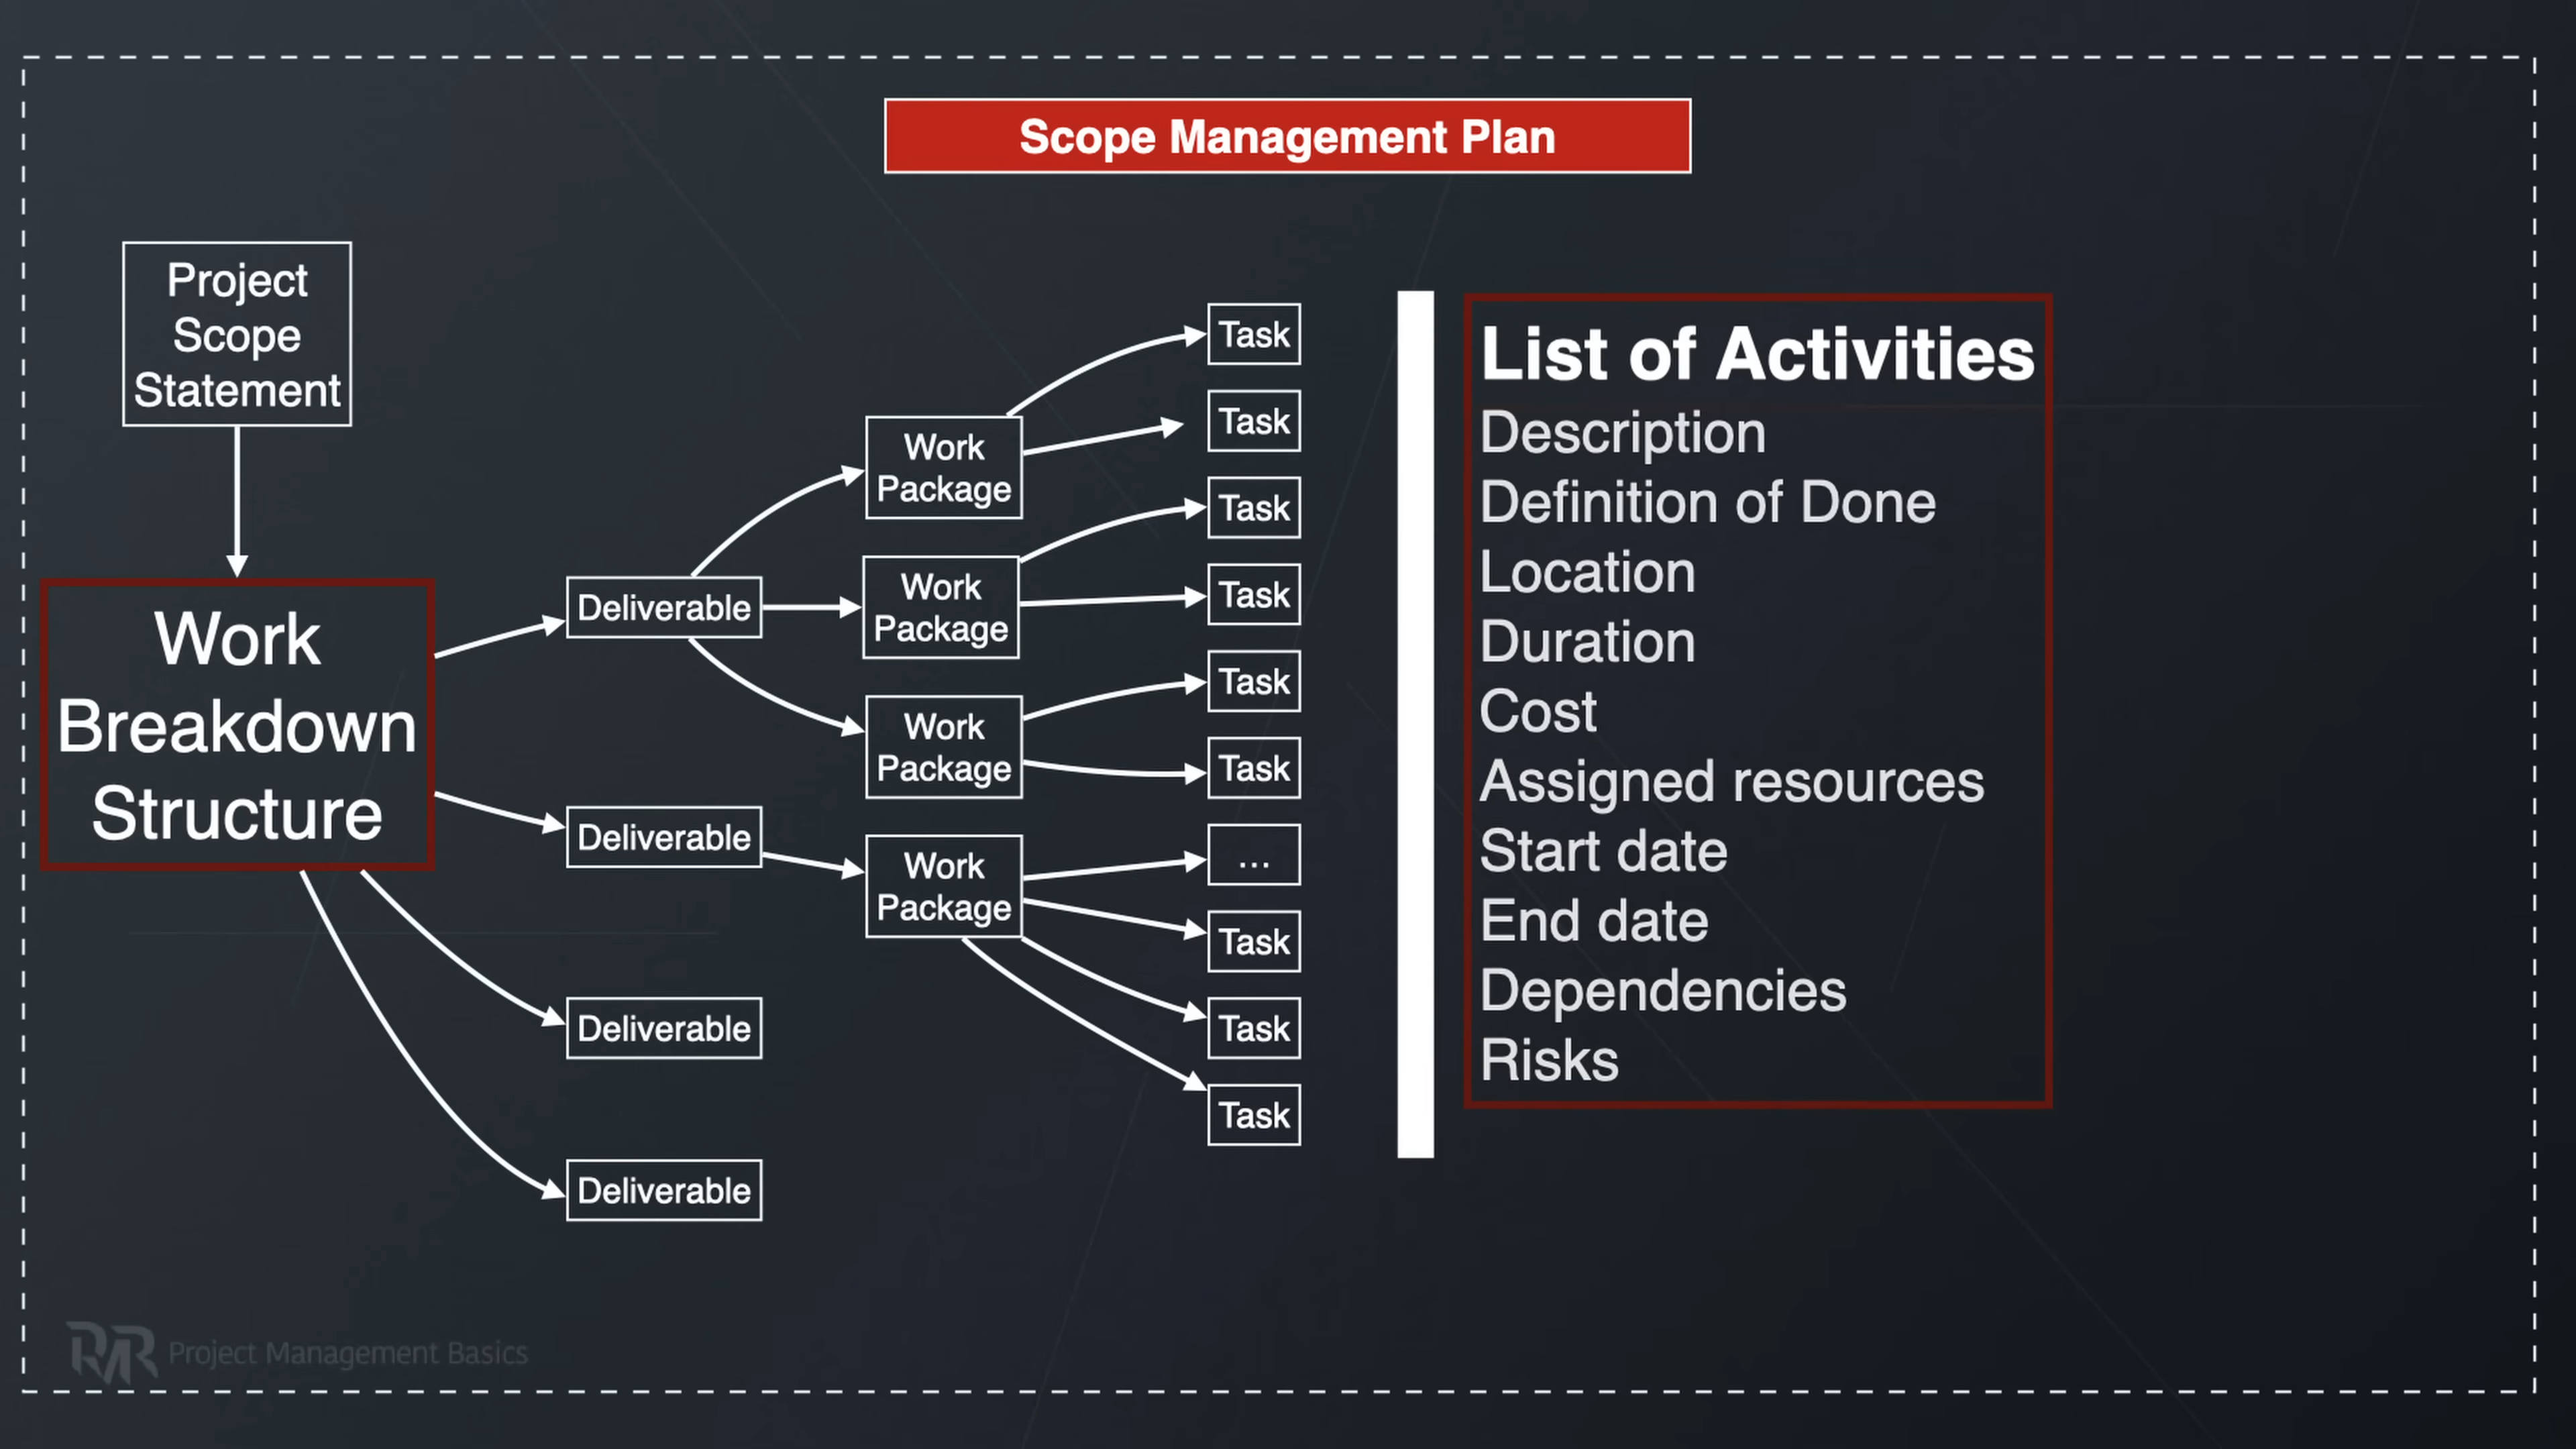 Scope Management Plan
Project
Scope
Statement
Work
Breakdown
Structure
Deliverable
Deliverable
Deliverable
Deliverable
Work
Package
Work
Package
Work
Package
Work
Package
Task
Task
Task
Task
Task
Task
...
Task
Task
Task
List of Activities
Description
Definition of Done
Location
Duration
Cost
Assigned resources
Start date
End date
Dependencies
Risks
Project Management Basics